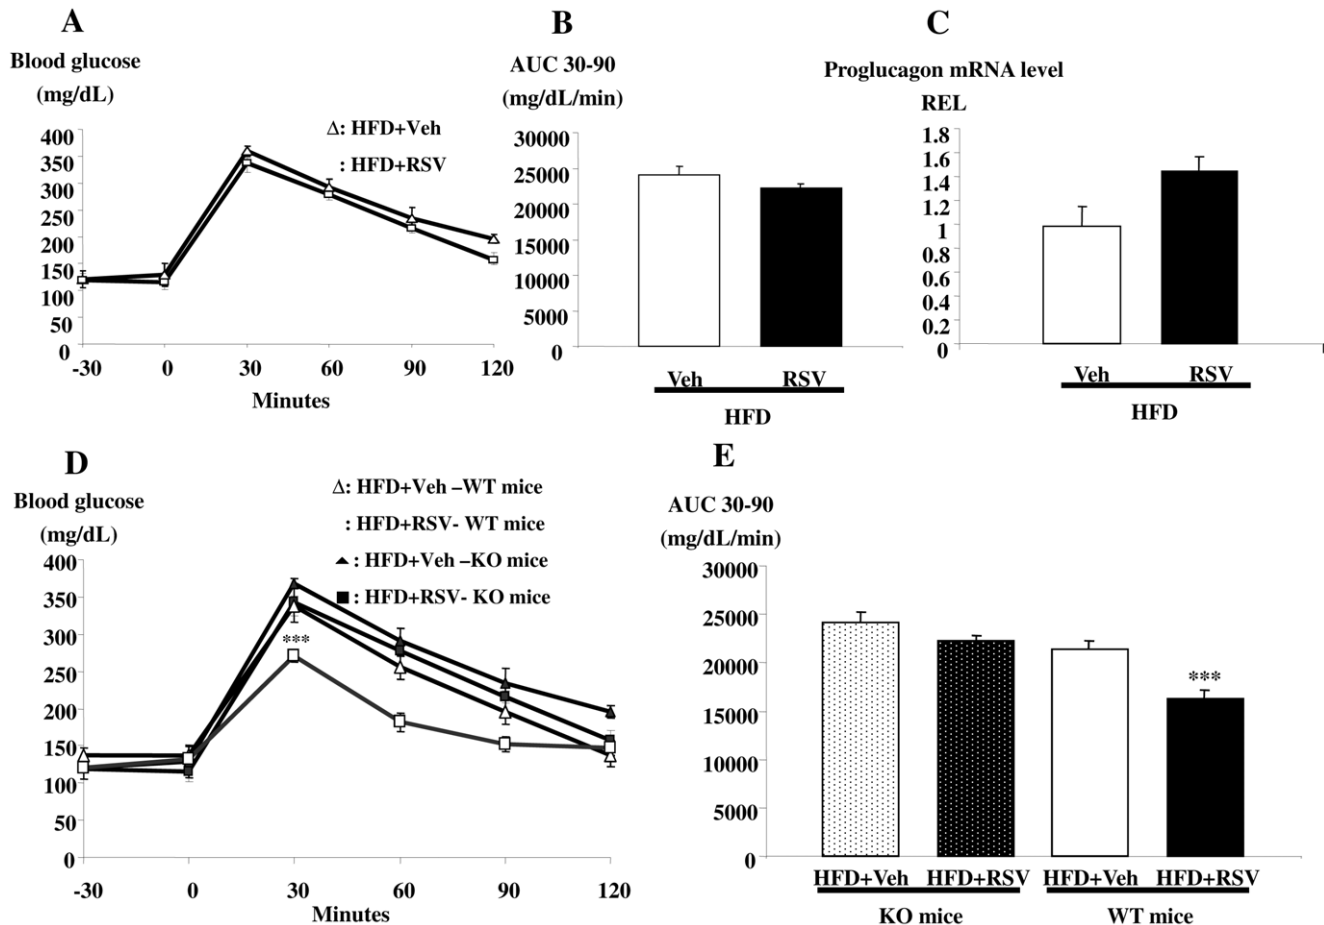 A
Blood glucose
(mg/dL)
400
350
300
250
200
150
100
50
0
-30 0 30 60 90 120
Minutes
Δ: HFD+Veh
: HFD+RSV
B
AUC 30-90
(mg/dL/min)
30000
25000
20000
15000
10000
5000
0
Veh RSV
HFD
C
Proglucagon mRNA level
REL
1.8
1.6
1.4
1.2
1
0.8
0.6
0.4
0.2
0
Veh RSV
HFD
D
Blood glucose
(mg/dL)
400
350
300
250
200
150
100
50
0
-30 0 30 60 90 120
Minutes
Δ: HFD+Veh –WT mice
: HFD+RSV- WT mice
▲: HFD+Veh –KO mice
■: HFD+RSV- KO mice
***
E
AUC 30-90
(mg/dL/min)
30000
25000
20000
15000
10000
5000
0
***
HFD+Veh HFD+RSV HFD+Veh HFD+RSV
KO mice WT mice